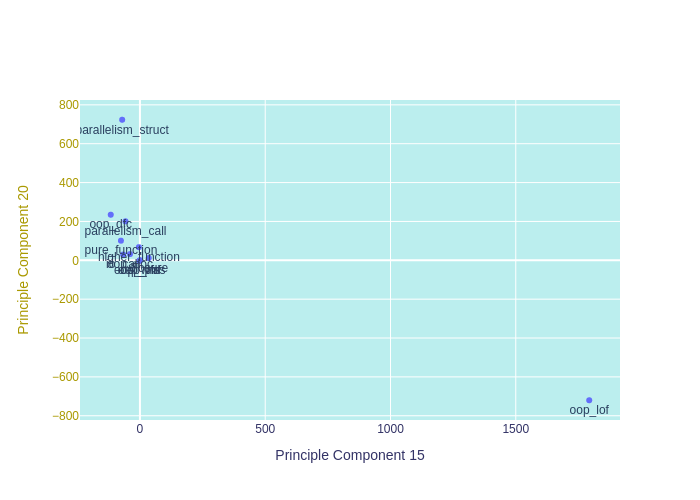 800
parallelism_struct
600
400
200
oop_dfc
parallelism_call
pure_function
higher_function
0
−200
−400
−600
−800
oop_lof
0
500
1000
1500
Principle Component 15
Principle Component 20